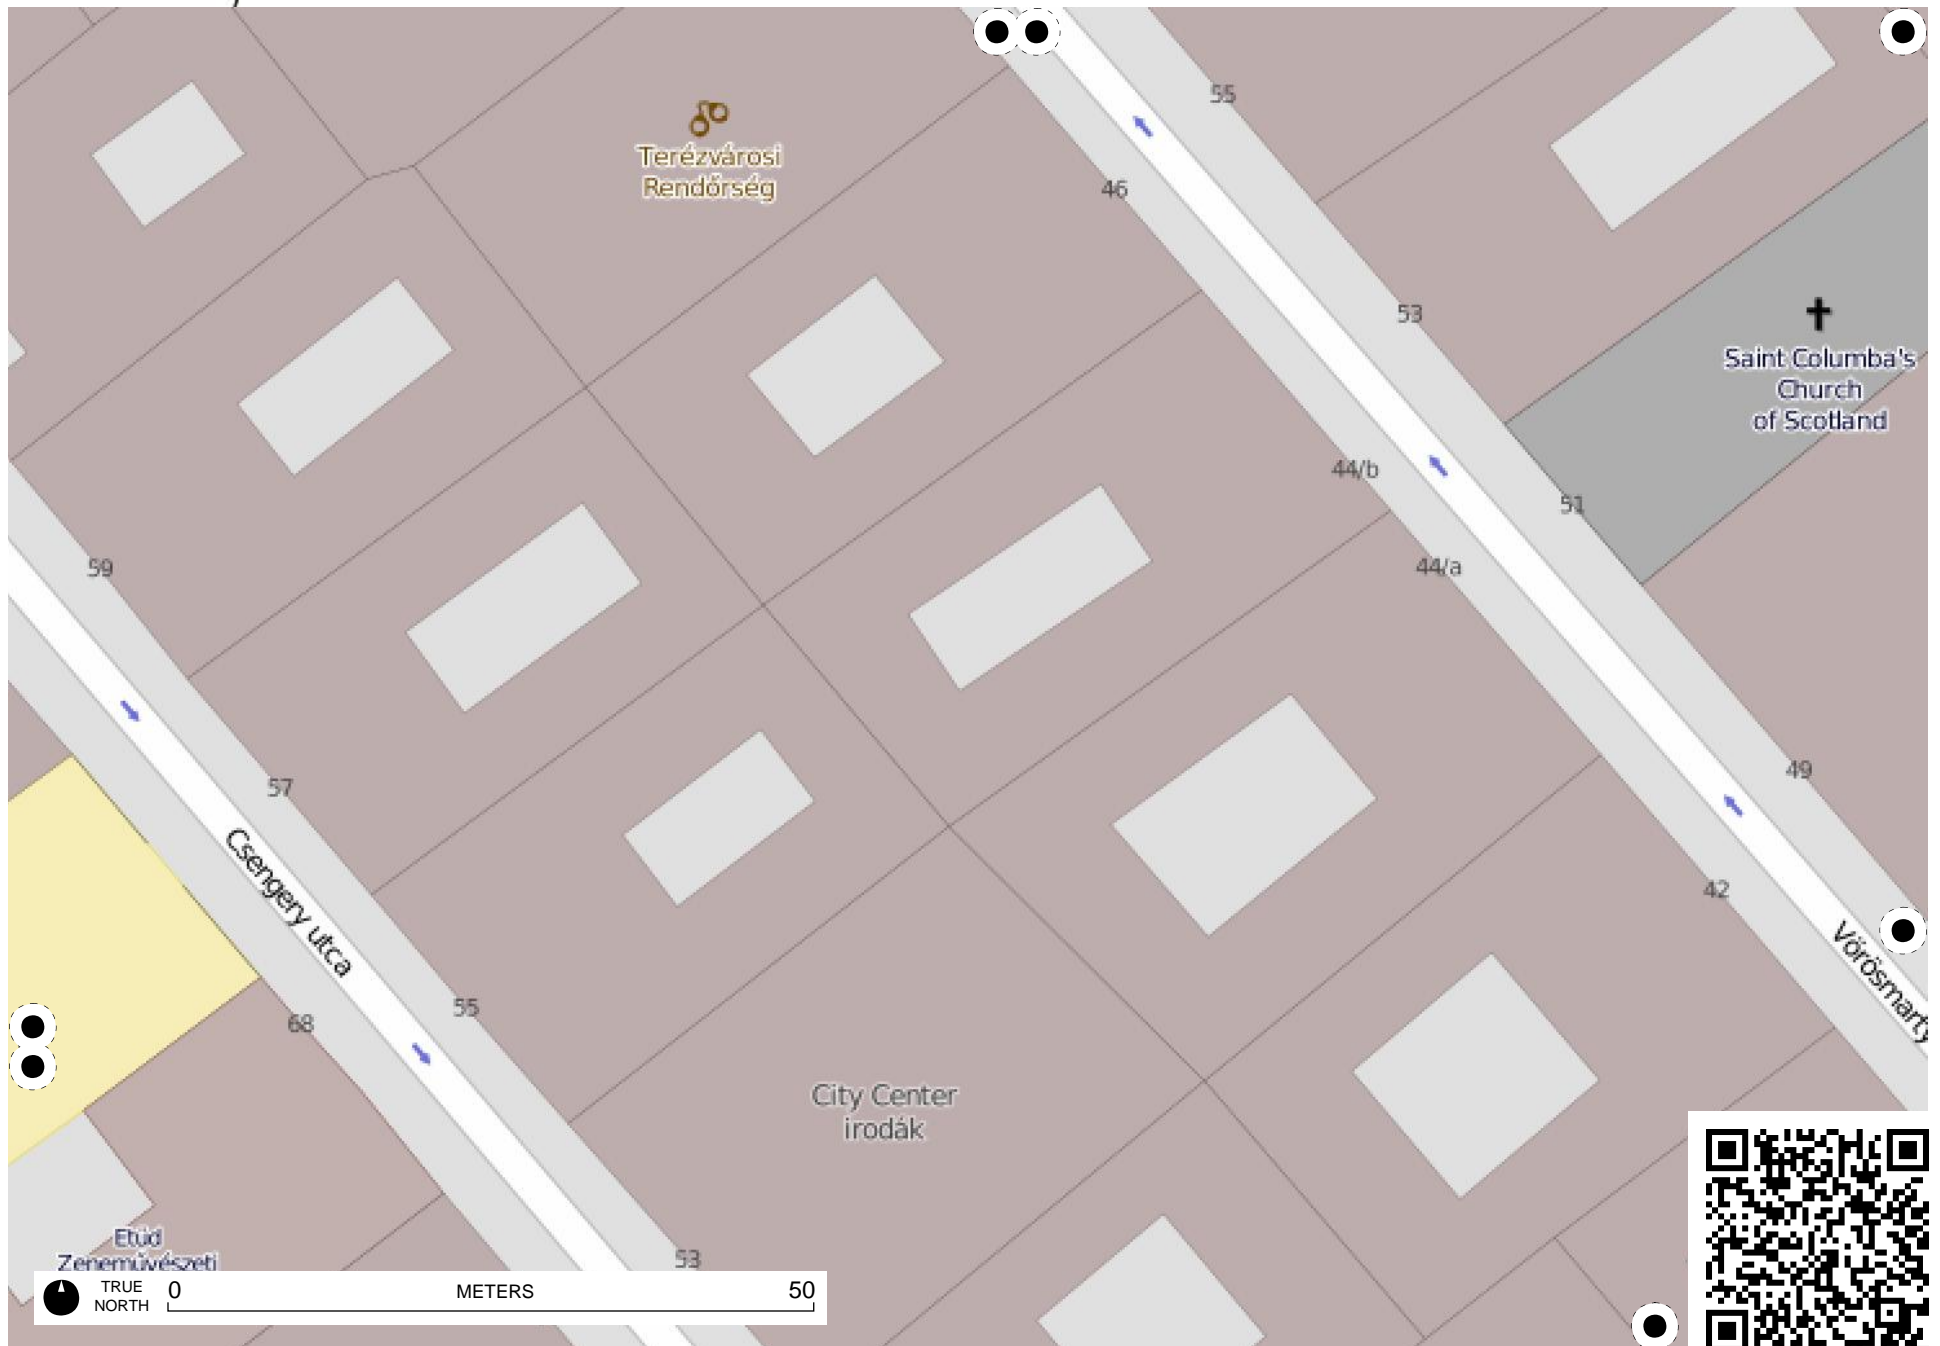 55
Terézvárosi
Rendőrség
46
53
Saint Columba's
Church
of Scotland
44/b
51
44/a
59
49
57
42
Csengery utca
Vörösmarty
55
68
City Center
irodák
Etüd
Zeneművészeti
53
TRUE
NORTH
0 METERS 50